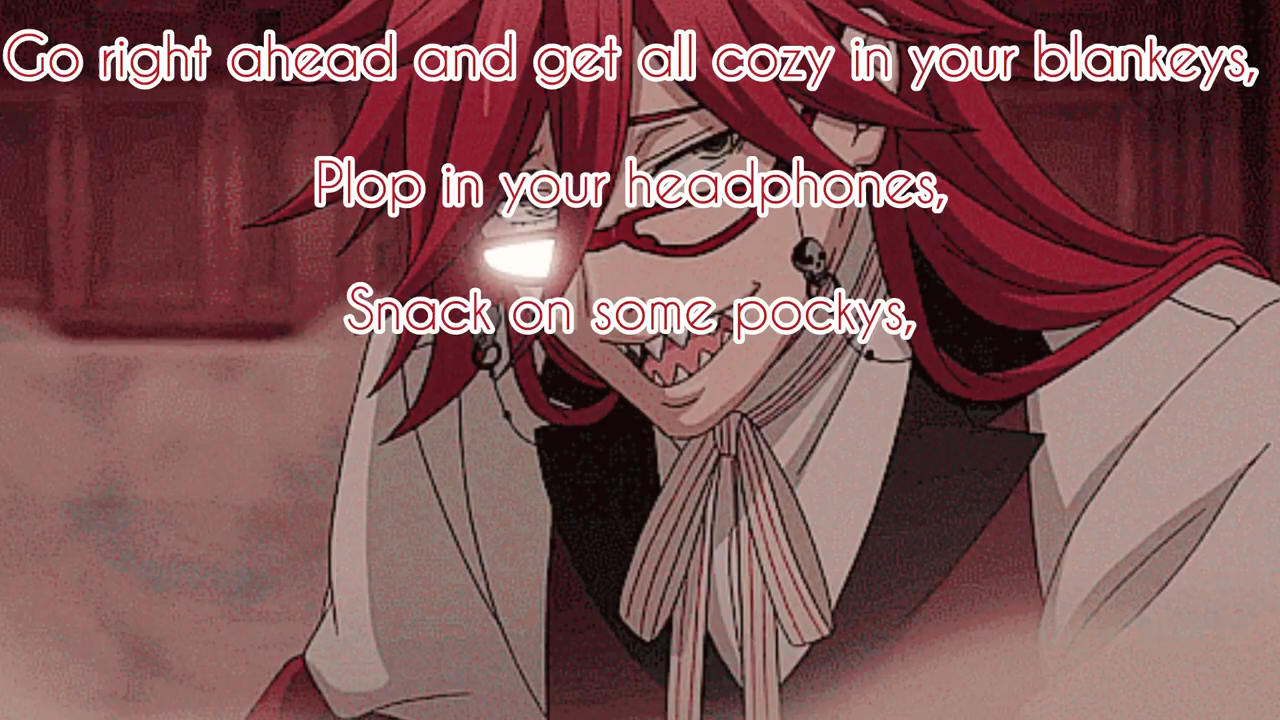 Go right ahead and get all cozy in your blankeys,
Plop in your headphones,
Snack on some pockys,